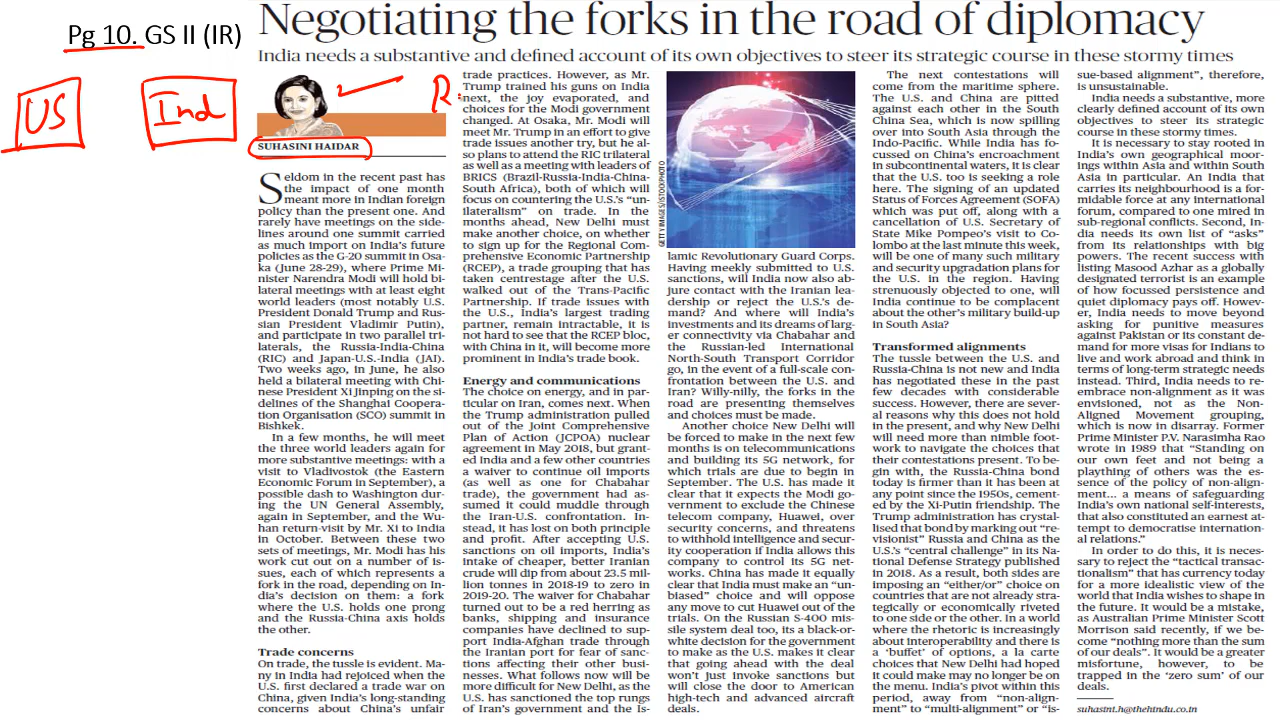 Pg 10. GS II (IR)
US
Ind
R
Negotiating the forks in the road of diplomacy
India needs a substantive and defined account of its own objectives to steer its strategic course in these stormy times
SUHASINI HAIDAR
Seldom in the recent past has
the impact of one month
meant more in Indian foreign
policy than the present one. And
rarely have meetings on the side-
lines around one summit carried
as much import on India's future
policies as the G-20 summit in Osa-
ka (June 28-29), where Prime Mi-
nister Narendra Modi will hold bi-
lateral meetings with at least eight
world leaders (most notably U.S.
President Donald Trump and Rus-
sian President Vladimir Putin),
and participate in two parallel tri-
laterals, the Russia-India-China
(RIC) and Japan-U.S.-India (JAI).
Two weeks ago, in June, he also
held a bilateral meeting with Chi-
nese President Xi Jinping on the si-
delines of the Shanghai Coopera-
tion Organisation (SCO) summit in
Bishkek.
In a few months, he will meet
the three world leaders again for
more substantive meetings: with a
visit to Vladivostok (the Eastern
Economic Forum in September), a
possible dash to Washington dur-
ing the UN General Assembly,
again in September, and the Wu-
han return-visit by Mr. Xi to India
in October. Between these two
sets of meetings, Mr. Modi has his
work cut out on a number of is-
sues, each of which represents a
fork in the road, depending on In-
dia's decision on them: a fork
where the U.S. holds one prong
and the Russia-China axis holds
the other.
Trade concerns
On trade, the tussle is evident. Ma-
ny in India had rejoiced when the
U.S. first declared a trade war on
China, given India's long-standing
concerns about China's unfair
trade practices. However, as Mr.
Trump trained his guns on India
next, the joy evaporated, and
choices for the Modi government
changed. At Osaka, Mr. Modi will
meet Mr. Trump in an effort to give
trade issues another try, but he al-
so plans to attend the RIC trilateral
as well as a meeting with leaders of
BRICS (Brazil-Russia-India-China-
South Africa), both of which will
focus on countering the U.S.'s "un-
ilateralism" on trade. In the
months ahead, New Delhi must
make another choice, on whether
to sign up for the Regional Com-
prehensive Economic Partnership
(RCEP), a trade grouping that has
taken centrestage after the U.S.
walked out of the Trans-Pacific
Partnership. If trade issues with
the U.S., India's largest trading
partner, remain intractable, it is
not hard to see that the RCEP bloc,
with China in it, will become more
prominent in India's trade book.
Energy and communications
The choice on energy, and in par-
ticular on Iran, comes next. When
the Trump administration pulled
out of the Joint Comprehensive
Plan of Action (JCPOA) nuclear
agreement in May 2018, but grant-
ed India and a few other countries
a waiver to continue oil imports
(as well as one for Chabahar
trade), the government had as-
sumed it could muddle through
the Iran-U.S. confrontation. In-
stead, it has lost on both principle
and profit. After accepting U.S.
sanctions on oil imports, India's
intake of cheaper, better Iranian
crude will dip from about 23.5 mil-
lion tonnes in 2018-19 to zero in
2019-20. The waiver for Chabahar
turned out to be a red herring as
banks, shipping and insurance
companies have declined to sup-
port India-Afghan trade through
the Iranian port for fear of sanc-
tions affecting their other busi-
nesses. What follows now will be
more difficult for New Delhi, as the
U.S. has sanctioned the top rungs
of Iran's government and the Is-
GETTY IMAGES/ISTOCKPHOTO
lamic Revolutionary Guard Corps.
Having meekly submitted to U.S.
sanctions, will India now also ab-
jure contact with the Iranian lea-
dership or reject the U.S.'s de-
mand? And where will India's
investments and its dreams of larg-
er connectivity via Chabahar and
the Russian-led International
North-South Transport Corridor
go, in the event of a full-scale con-
frontation between the U.S. and
Iran? Willy-nilly, the forks in the
road are presenting themselves
and choices must be made.
Another choice New Delhi will
be forced to make in the next few
months is on telecommunications
and building its 5G network, for
which trials are due to begin in
September. The U.S. has made it
clear that it expects the Modi go-
vernment to exclude the Chinese
telecom company, Huawei, over
security concerns, and threatens
to withhold intelligence and secur-
ity cooperation if India allows this
company to control its 5G net-
works. China has made it equally
clear that India must make an "un-
biased" choice and will oppose
any move to cut Huawei out of the
trials. On the Russian S-400 mis-
sile system deal too, its a black-or-
white decision for the government
to make as the U.S. makes it clear
that going ahead with the deal
won't just invoke sanctions but
will close the door to American
high-tech and advanced aircraft
deals.
The next contestations will
come from the maritime sphere.
The U.S. and China are pitted
against each other in the South
China Sea, which is now spilling
over into South Asia through the
Indo-Pacific. While India has fo-
cussed on China's encroachment
in subcontinental waters, it is clear
that the U.S. too is seeking a role
here. The signing of an updated
Status of Forces Agreement (SOFA)
which was put off, along with a
cancellation of U.S. Secretary of
State Mike Pompeo's visit to Co-
lombo at the last minute this week,
will be one of many such military
and security upgradation plans for
the U.S. in the region. Having
strenuously objected to one, will
India continue to be complacent
about the other's military build-up
in South Asia?
Transformed alignments
The tussle between the U.S. and
Russia-China is not new and India
has negotiated these in the past
few decades with considerable
success. However, there are sever-
al reasons why this does not hold
in the present, and why New Delhi
will need more than nimble foot-
work to navigate the choices that
their contestations present. To be-
gin with, the Russia-China bond
today is firmer than it has been at
any point since the 1950s, cement-
ed by the Xi-Putin friendship. The
Trump administration has crystal-
lised that bond by marking out "re-
visionist" Russia and China as the
U.S.'s "central challenge" in its Na-
tional Defense Strategy published
in 2018. As a result, both sides are
imposing an "either/or" choice on
countries that are not already stra-
tegically or economically riveted
to one side or the other. In a world
where the rhetoric is increasingly
about interoperability and there is
a 'buffet' of options, a la carte
choices that New Delhi had hoped
it could make may no longer be on
the menu. India's pivot within this
period, away from "non-align-
ment" to "multi-alignment" or "is-
sue-based alignment", therefore,
is unsustainable.
India needs a substantive, more
clearly defined account of its own
objectives to steer its strategic
course in these stormy times.
It is necessary to stay rooted in
India's own geographical moor-
ings within Asia and within South
Asia in particular. An India that
carries its neighbourhood is a for-
midable force at any international
forum, compared to one mired in
sub-regional conflicts. Second, In-
dia needs its own list of "asks"
from its relationships with big
powers. The recent success with
listing Masood Azhar as a globally
designated terrorist is an example
of how focussed persistence and
quiet diplomacy pays off. Howev-
er, India needs to move beyond
asking for punitive measures
against Pakistan or its constant de-
mand for more visas for Indians to
live and work abroad and think in
terms of long-term strategic needs
instead. Third, India needs to re-
embrace non-alignment as it was
envisioned, not as the Non-
Aligned Movement grouping,
which is now in disarray. Former
Prime Minister P.V. Narasimha Rao
wrote in 1989 that "Standing on
our own feet and not being a
plaything of others was the es-
sence of the policy of non-align-
ment... a means of safeguarding
India's own national self-interests,
that also constituted an earnest at-
tempt to democratise internation-
al relations."
In order to do this, it is neces-
sary to reject the "tactical transac-
tionalism" that has currency today
for a more idealistic view of the
world that India wishes to shape in
the future. It would be a mistake,
as Australian Prime Minister Scott
Morrison said recently, if we be-
come "nothing more than the sum
of our deals". It would be a greater
misfortune, however, to be
trapped in the 'zero sum' of our
deals.
suhasini.h@thehindu.co.in